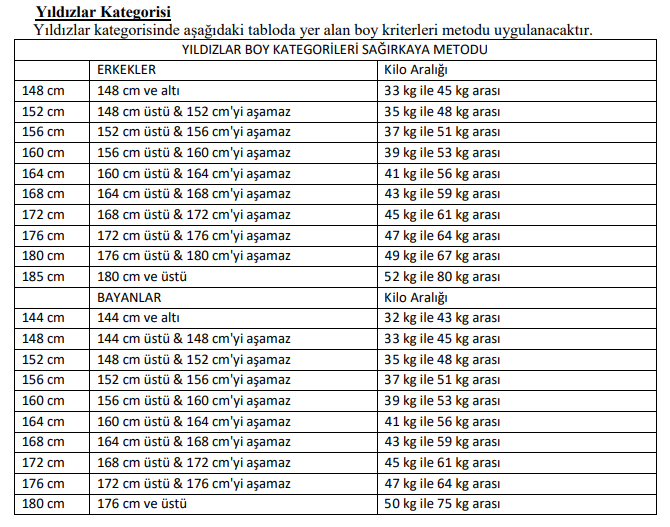 Yıldızlar Kategorisi
Yıldızlar kategorisinde aşağıdaki tabloda yer alan boy kriterleri metodu uygulanacaktır.
YILDIZLAR BOY KATEGORİLERİ SAĞIRKAYA METODU
ERKEKLER Kilo Aralığı
148 cm 148 cm ve altı 33 kg ile 45 kg arası
152 cm 148 cm üstü & 152 cm'yi aşamaz 35 kg ile 48 kg arası
156 cm 152 cm üstü & 156 cm'yi aşamaz 37 kg ile 51 kg arası
160 cm 156 cm üstü & 160 cm'yi aşamaz 39 kg ile 53 kg arası
164 cm 160 cm üstü & 164 cm'yi aşamaz 41 kg ile 56 kg arası
168 cm 164 cm üstü & 168 cm'yi aşamaz 43 kg ile 59 kg arası
172 cm 168 cm üstü & 172 cm'yi aşamaz 45 kg ile 61 kg arası
176 cm 172 cm üstü & 176 cm'yi aşamaz 47 kg ile 64 kg arası
180 cm 176 cm üstü & 180 cm'yi aşamaz 49 kg ile 67 kg arası
185 cm 180 cm ve üstü 52 kg ile 80 kg arası
BAYANLAR Kilo Aralığı
144 cm 144 cm ve altı 32 kg ile 43 kg arası
148 cm 144 cm üstü & 148 cm'yi aşamaz 33 kg ile 45 kg arası
152 cm 148 cm üstü & 152 cm'yi aşamaz 35 kg ile 48 kg arası
156 cm 152 cm üstü & 156 cm'yi aşamaz 37 kg ile 51 kg arası
160 cm 156 cm üstü & 160 cm'yi aşamaz 39 kg ile 53 kg arası
164 cm 160 cm üstü & 164 cm'yi aşamaz 41 kg ile 56 kg arası
168 cm 164 cm üstü & 168 cm'yi aşamaz 43 kg ile 59 kg arası
172 cm 168 cm üstü & 172 cm'yi aşamaz 45 kg ile 61 kg arası
176 cm 172 cm üstü & 176 cm'yi aşamaz 47 kg ile 64 kg arası
180 cm 176 cm ve üstü 50 kg ile 75 kg arası